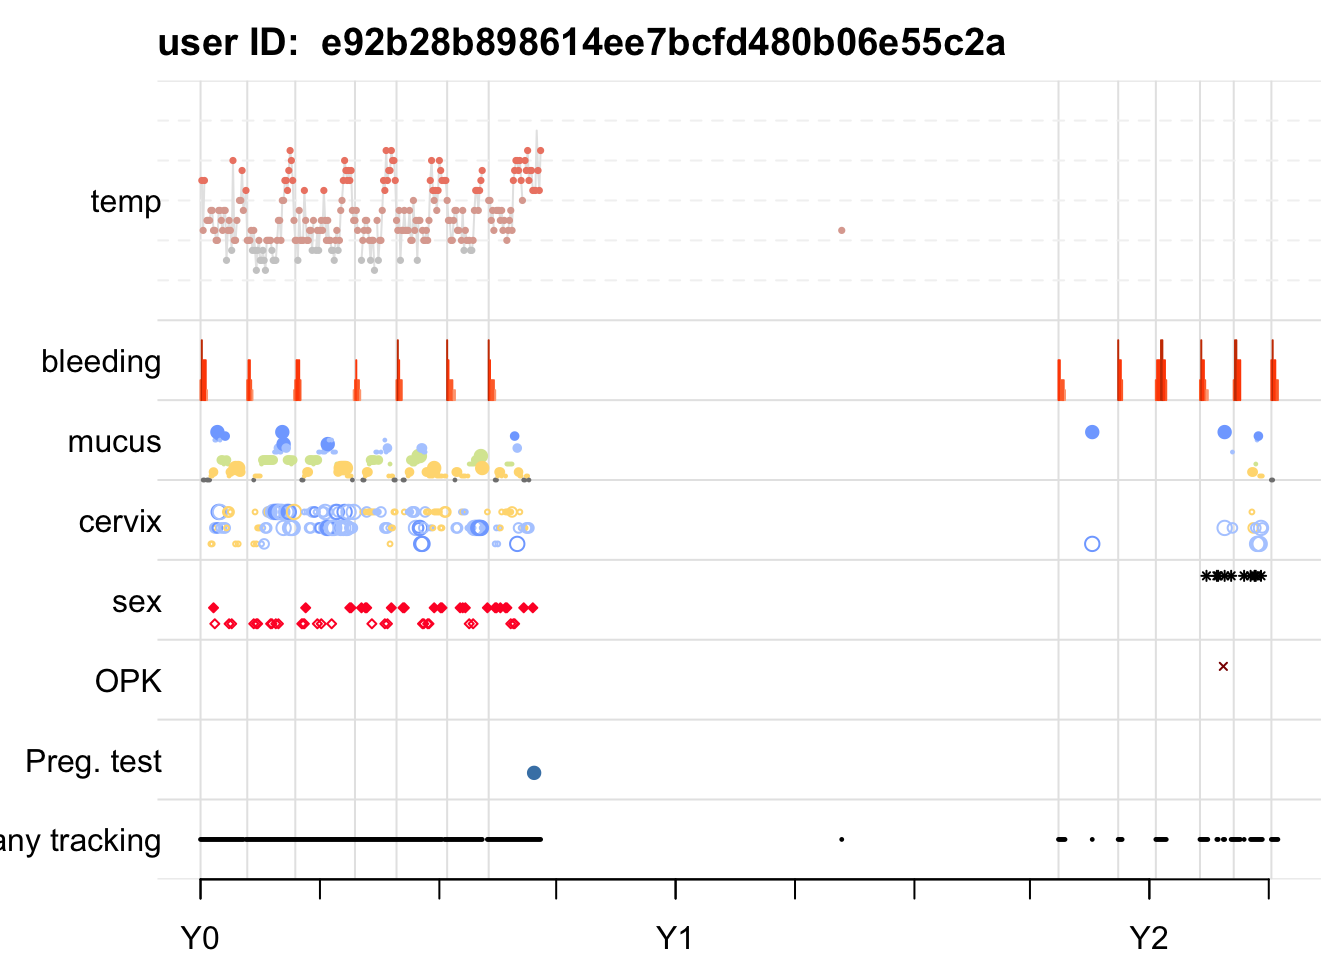 user ID:  e92b28b898614ee7bcfd480b06e55c2a
temp
bleeding
mucus
cervix
sex
OPK
Preg. test
any tracking
Y0 Y1 Y2